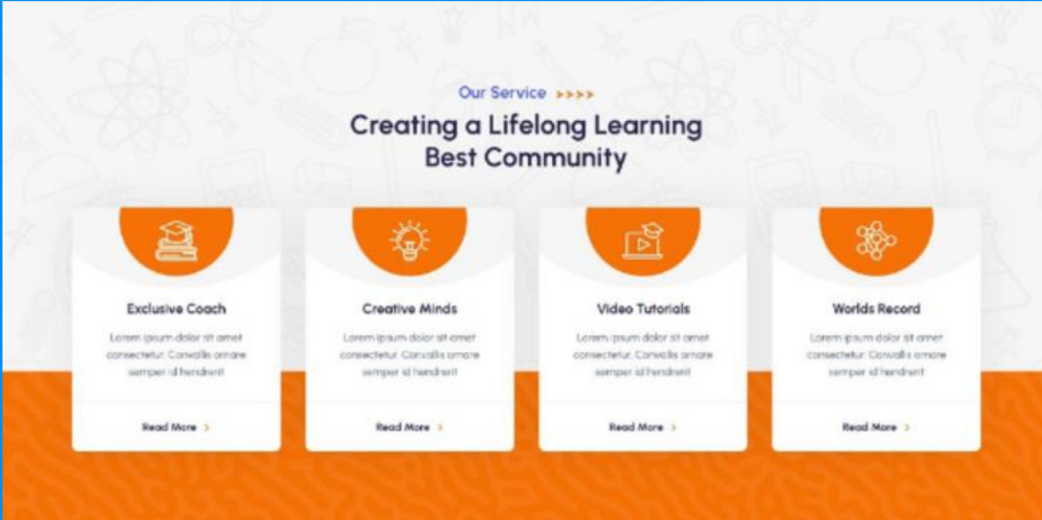 Our Service
Creating a Lifelong Learning
Best Community
Exclusive Coach
Lorem ipsum dolor sit amet
consectetur. Convallis ornare
semper id hendrerit
Read More
Creative Minds
Lorem ipsum dolor sit amet
consectetur. Convallis ornare
semper id hendrerit
Read More
Video Tutorials
Lorem ipsum dolor sit amet
consectetur. Convallis ornare
semper id hendrerit
Read More
Worlds Record
Lorem ipsum dolor sit amet
consectetur. Convallis ornare
semper id hendrerit
Read More